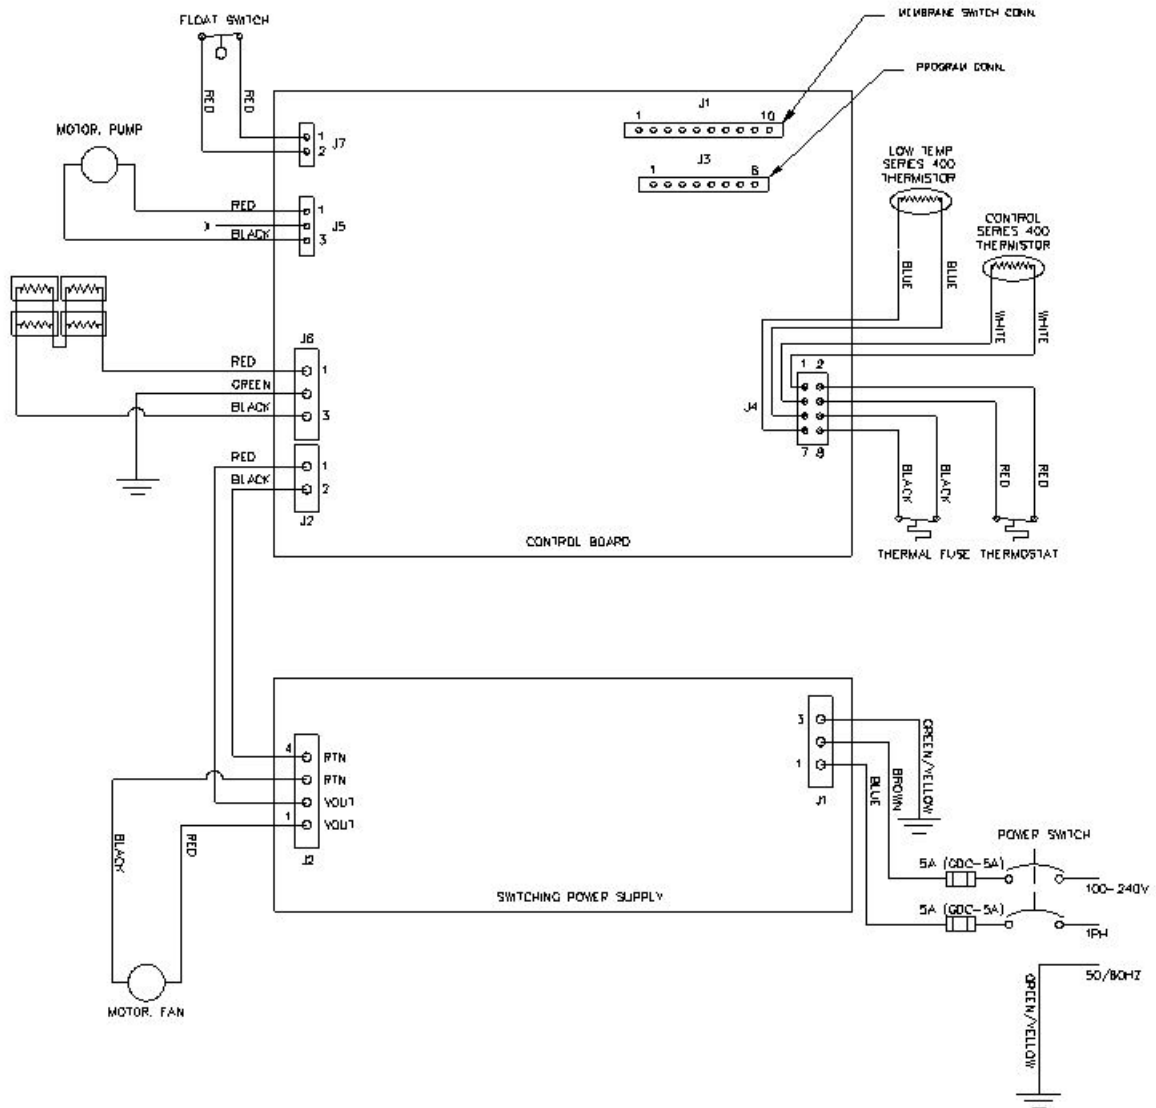 FLOAT SWITCH
MEMBRANE SWITCH CONN.
PROGRAM CONN.
RED
RED
J1
1
10
MOTOR, PUMP
1
2
J7
J3
1
8
LOW TEMP
SERIES 400
THERMISTOR
RED
1
J5
BLACK
3
CONTROL
SERIES 400
THERMISTOR
BLUE
BLUE
WHITE
WHITE
J6
RED
1
GREEN
BLACK
3
1 2
J4
7 8
RED
1
BLACK
2
J2
BLACK
BLACK
RED
RED
CONTROL BOARD
THERMAL FUSE
THERMOSTAT
3
1
J1
GREEN/YELLOW
BROWN
BLUE
4
RTN
RTN
VOUT
1
VOUT
J2
BLACK
RED
POWER SWITCH
5A (GDC-5A)
100-240V
5A (GDC-5A)
1PH
SWITCHING POWER SUPPLY
50/60HZ
GREEN/YELLOW
MOTOR, FAN